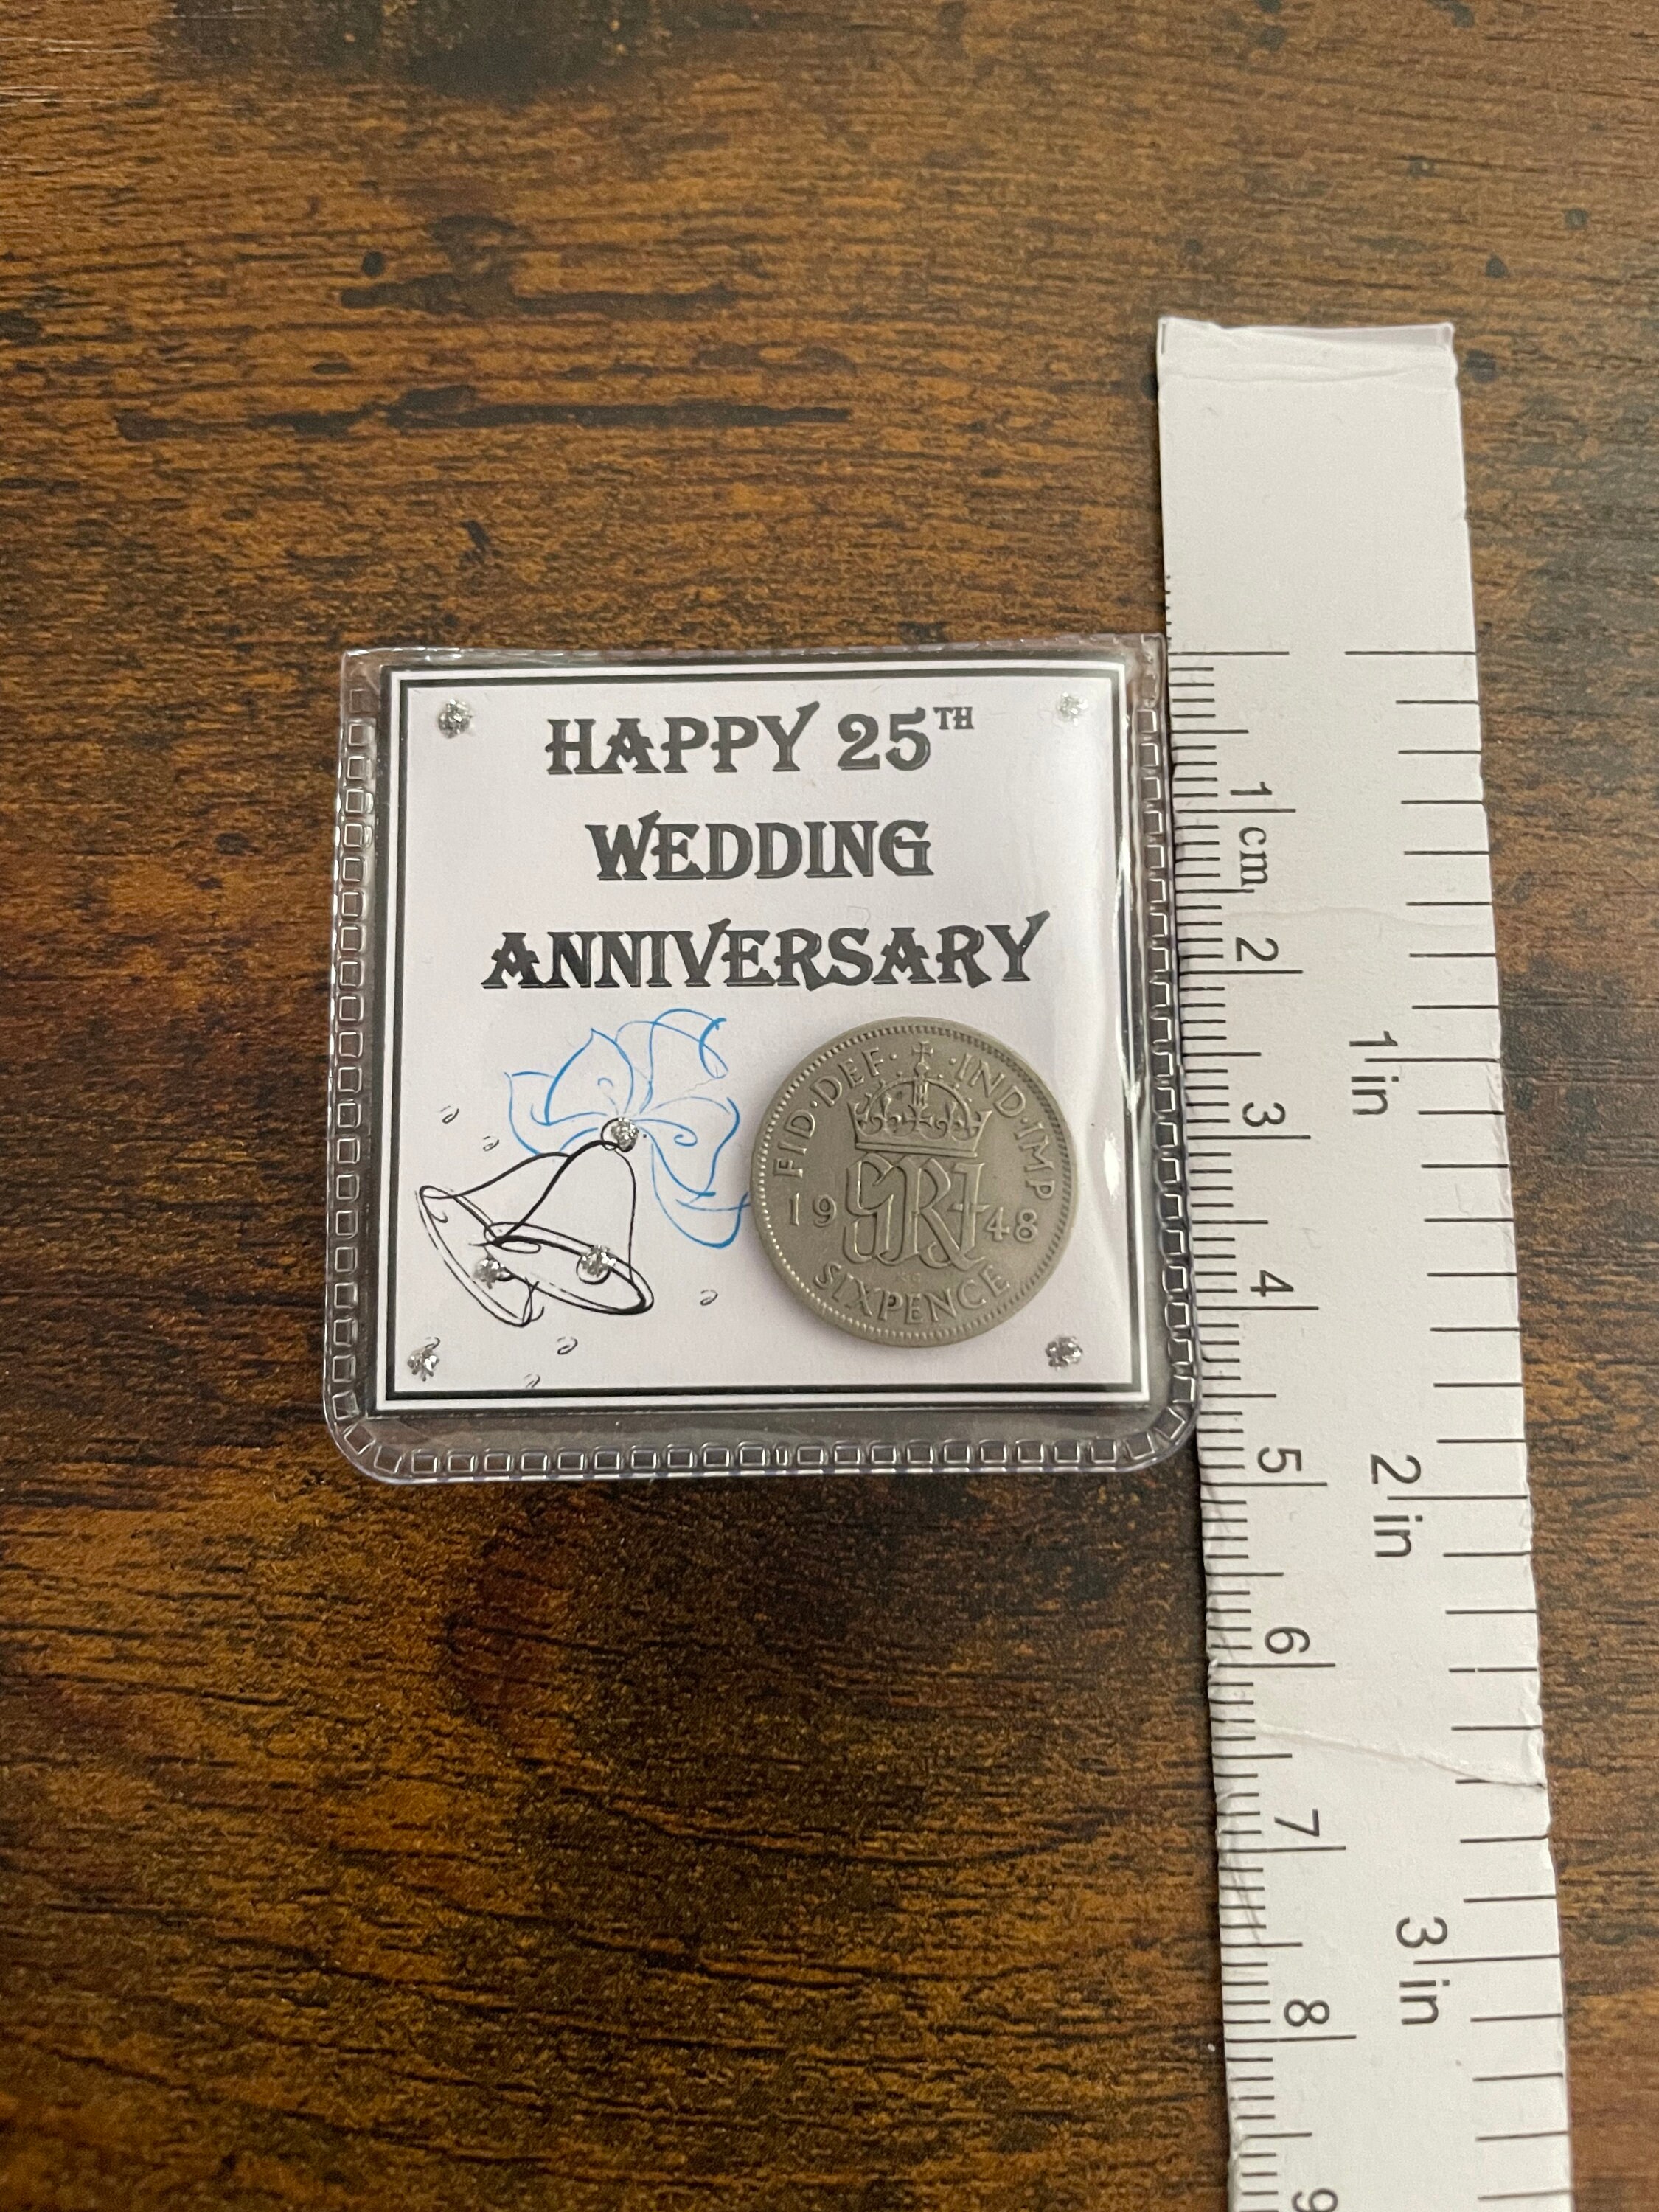 HAPPY 25TH
WEDDING
ANNIVERSARY
FID·DEF· ·IND·IMP
19 GRI 48
SIXPENCE
1 cm
2
3
4
5
6
7
8
9
1 in
2 in
3 in